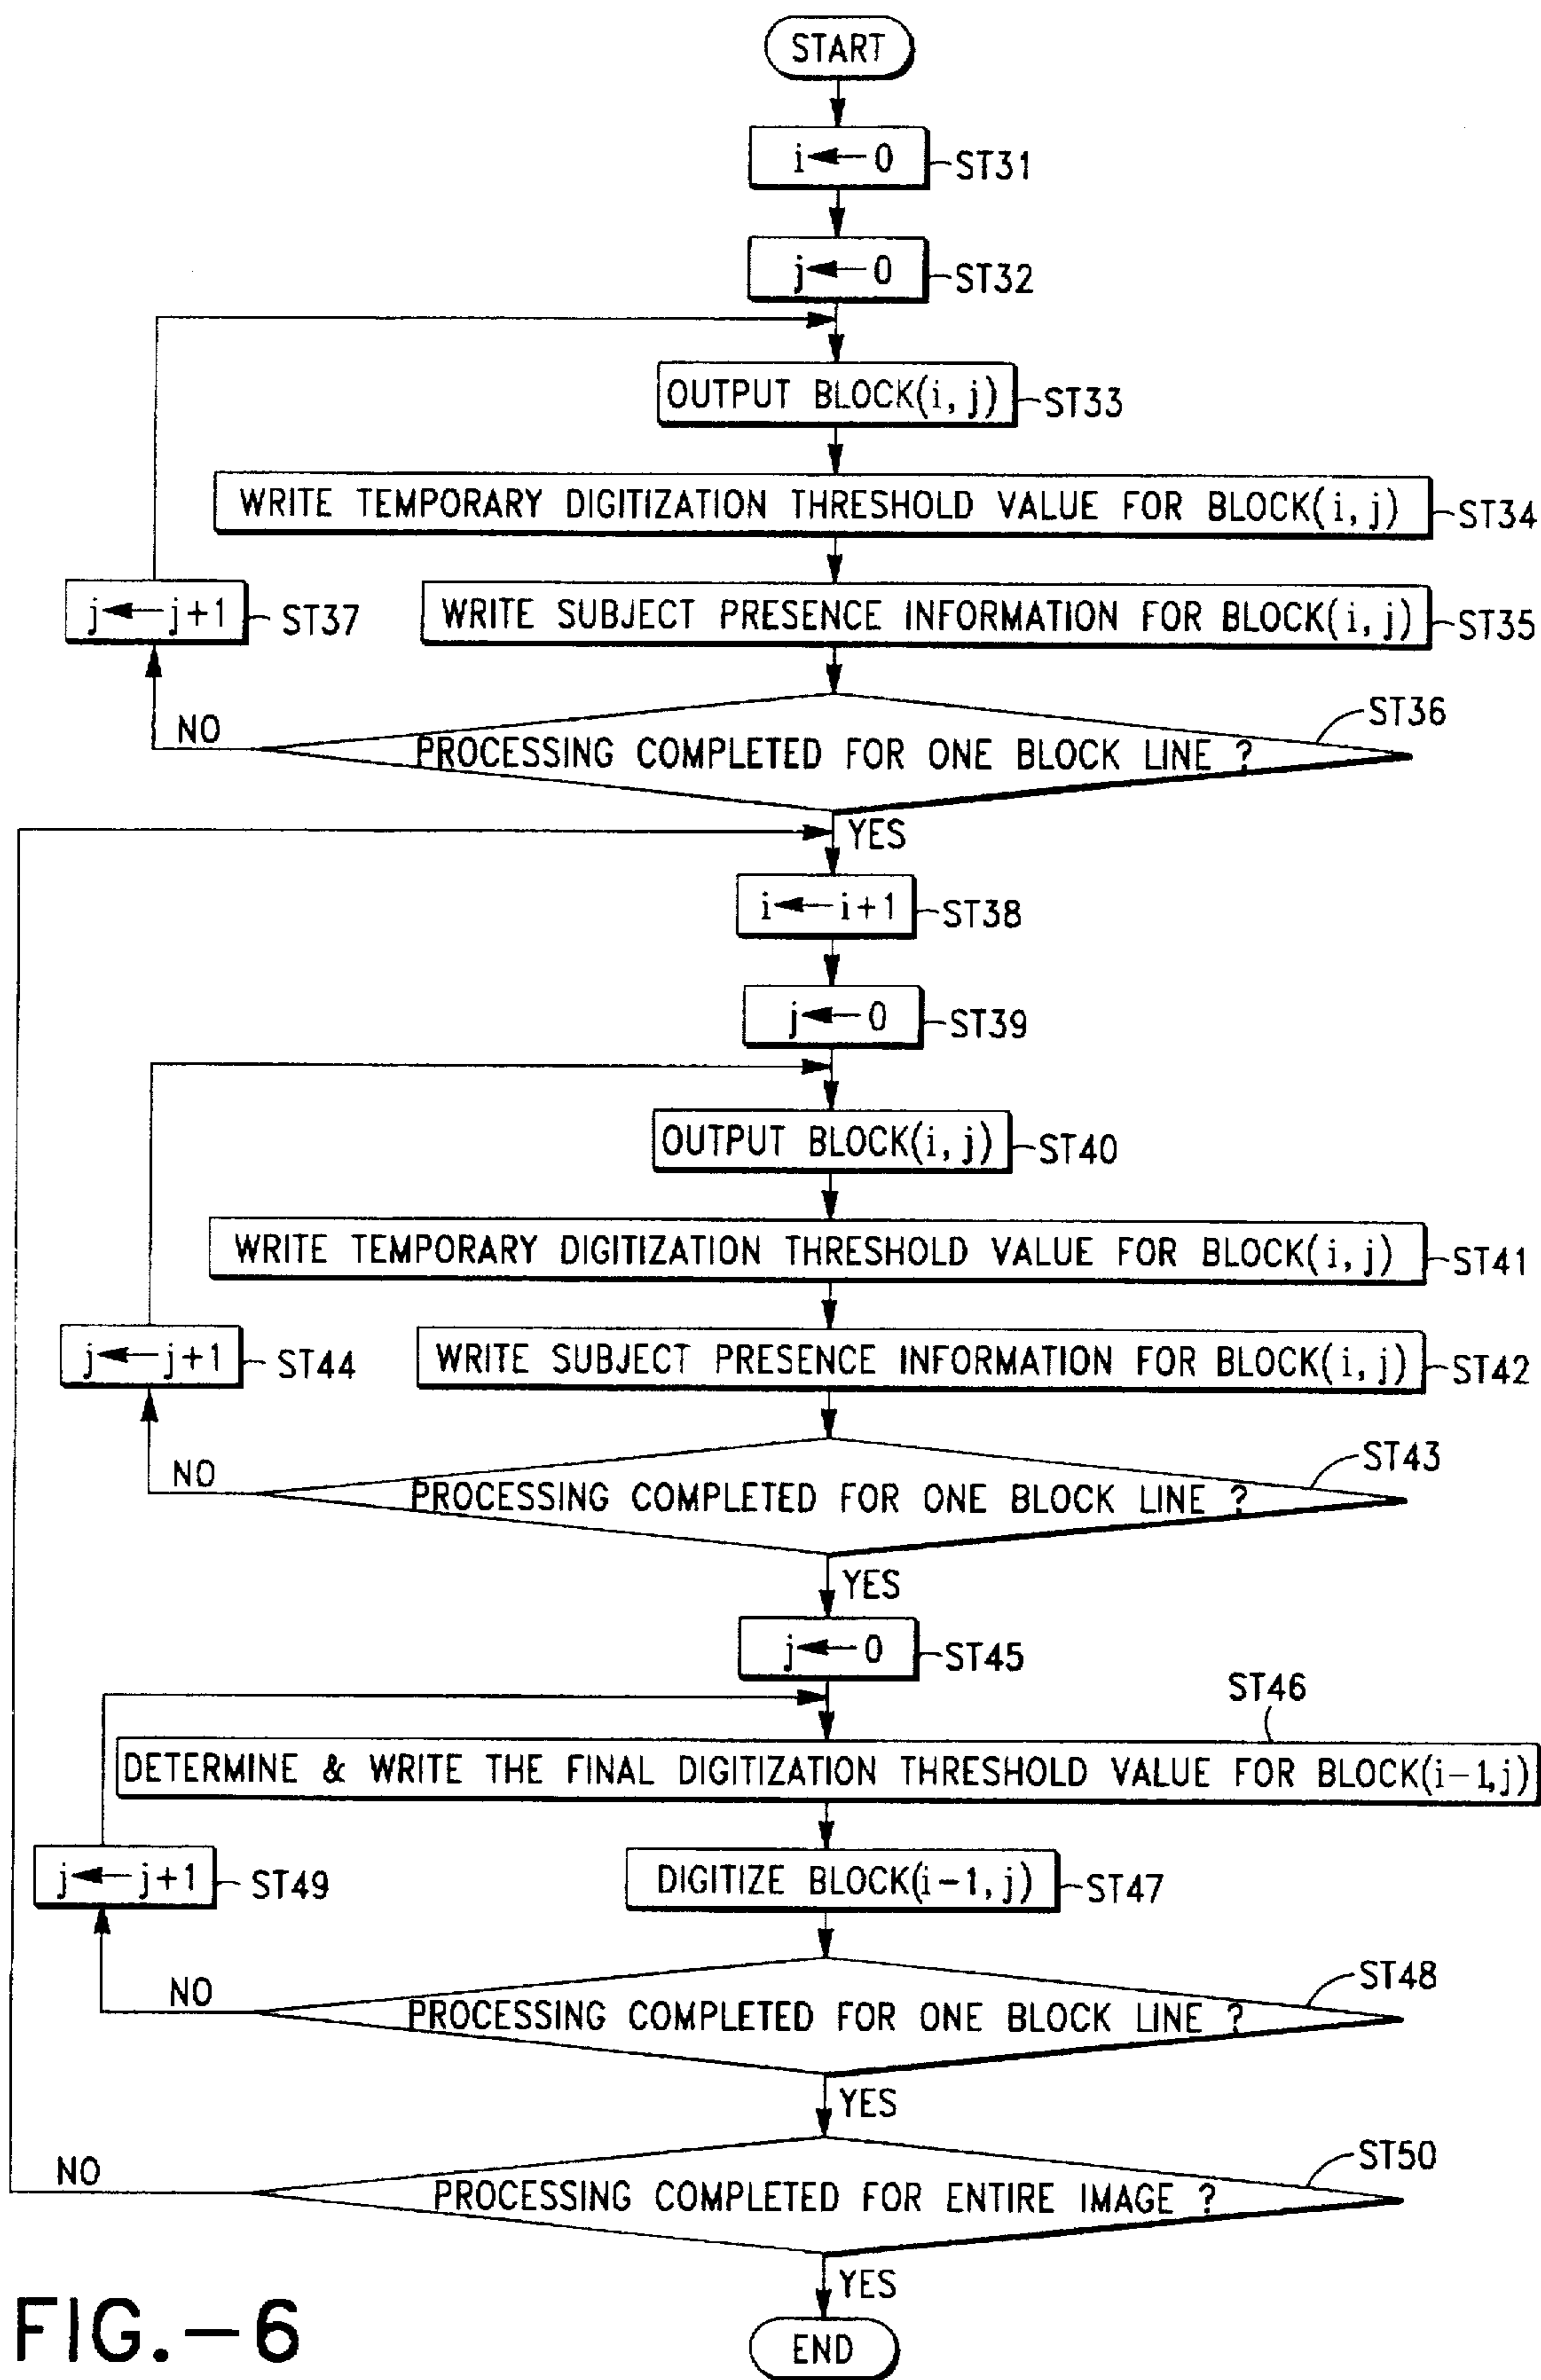 START
i ← 0
ST31
j ← 0
ST32
OUTPUT BLOCK(i, j)
ST33
WRITE TEMPORARY DIGITIZATION THRESHOLD VALUE FOR BLOCK(i, j)
ST34
j ← j+1
ST37
WRITE SUBJECT PRESENCE INFORMATION FOR BLOCK(i, j)
ST35
ST36
NO
PROCESSING COMPLETED FOR ONE BLOCK LINE ?
YES
i ← i+1
ST38
j ← 0
ST39
OUTPUT BLOCK(i, j)
ST40
WRITE TEMPORARY DIGITIZATION THRESHOLD VALUE FOR BLOCK(i, j)
ST41
j ← j+1
ST44
WRITE SUBJECT PRESENCE INFORMATION FOR BLOCK(i, j)
ST42
ST43
NO
PROCESSING COMPLETED FOR ONE BLOCK LINE ?
YES
j ← 0
ST45
ST46
DETERMINE & WRITE THE FINAL DIGITIZATION THRESHOLD VALUE FOR BLOCK(i-1,j)
j ← j+1
ST49
DIGITIZE BLOCK(i-1, j)
ST47
ST48
NO
PROCESSING COMPLETED FOR ONE BLOCK LINE ?
YES
ST50
NO
PROCESSING COMPLETED FOR ENTIRE IMAGE ?
YES
END
FIG.-6